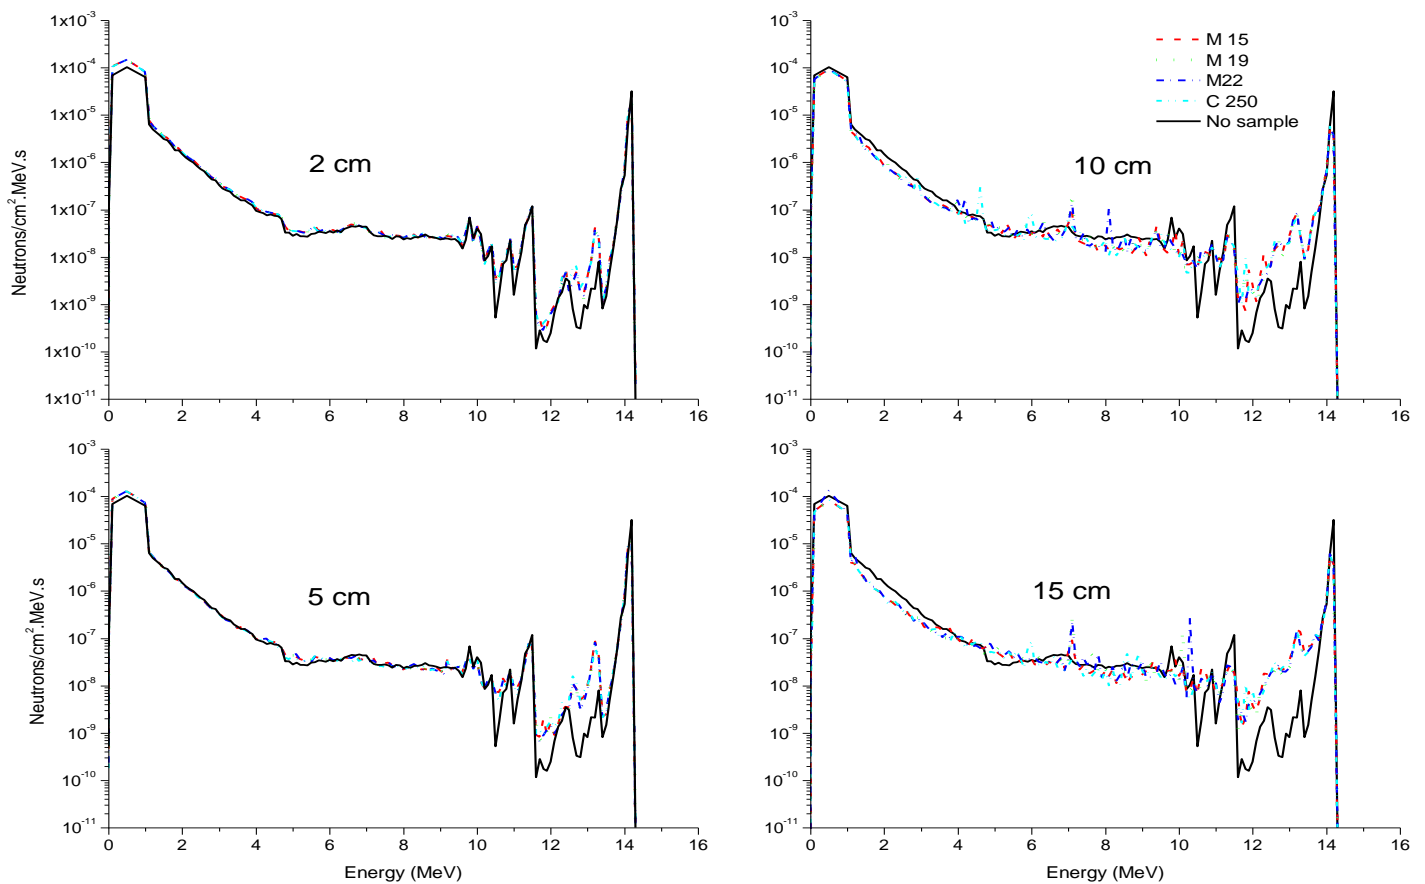 1x10⁻³
1x10⁻⁴
1x10⁻⁵
1x10⁻⁶
1x10⁻⁷
1x10⁻⁸
1x10⁻⁹
1x10⁻¹⁰
1x10⁻¹¹
Neutrons/cm².MeV.s
2 cm
0 2 4 6 8 10 12 14 16
10⁻³
10⁻⁴
10⁻⁵
10⁻⁶
10⁻⁷
10⁻⁸
10⁻⁹
10⁻¹⁰
10⁻¹¹
M 15
M 19
M22
C 250
No sample
10 cm
0 2 4 6 8 10 12 14 16
10⁻³
10⁻⁴
10⁻⁵
10⁻⁶
10⁻⁷
10⁻⁸
10⁻⁹
10⁻¹⁰
10⁻¹¹
Neutrons/cm².MeV.s
5 cm
0 2 4 6 8 10 12 14 16
Energy (MeV)
10⁻³
10⁻⁴
10⁻⁵
10⁻⁶
10⁻⁷
10⁻⁸
10⁻⁹
10⁻¹⁰
10⁻¹¹
15 cm
0 2 4 6 8 10 12 14 16
Energy (MeV)